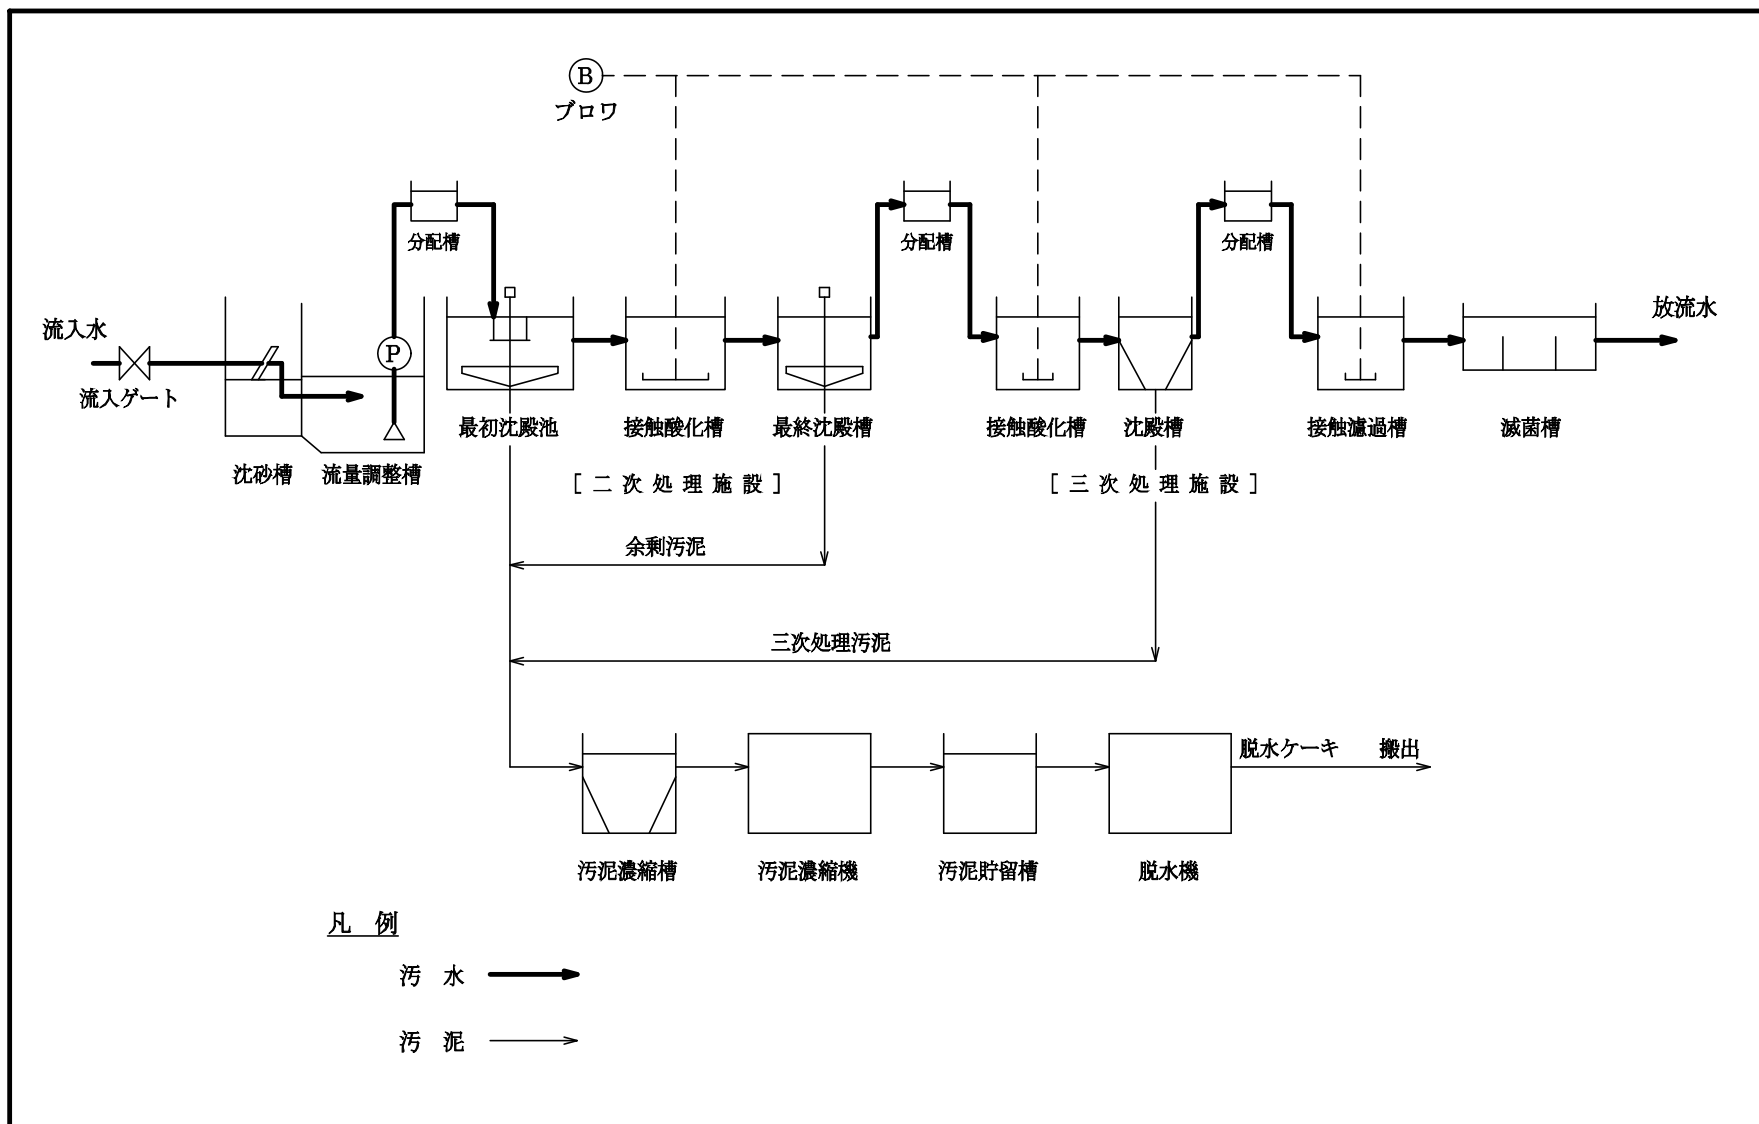 B
ブロワ
分配槽
分配槽
分配槽
流入水
流入ゲート
P
放流水
最初沈殿池
接触酸化槽
最終沈殿槽
接触酸化槽
沈殿槽
接触濾過槽
滅菌槽
沈砂槽
流量調整槽
[ 二 次 処 理 施 設 ]
[ 三 次 処 理 施 設 ]
余剰汚泥
三次処理汚泥
脱水ケーキ　搬出
汚泥濃縮槽
汚泥濃縮機
汚泥貯留槽
脱水機
凡　例
汚　水
汚　泥